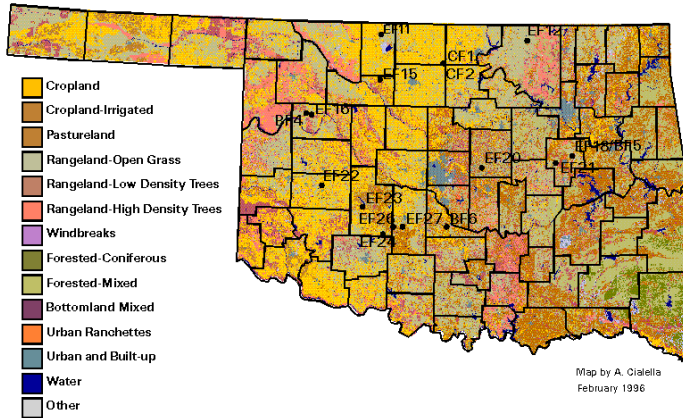 EF11
EF12
CF1
CF2
EF15
EF16
BF4
EF18/BF5
EF20
EF21
EF22
EF23
EF26
EF27
BF6
EF24
Cropland
Cropland-Irrigated
Pastureland
Rangeland-Open Grass
Rangeland-Low Density Trees
Rangeland-High Density Trees
Windbreaks
Forested-Coniferous
Forested-Mixed
Bottomland Mixed
Urban Ranchettes
Urban and Built-up
Water
Other
Map by A. Cialella
February 1996